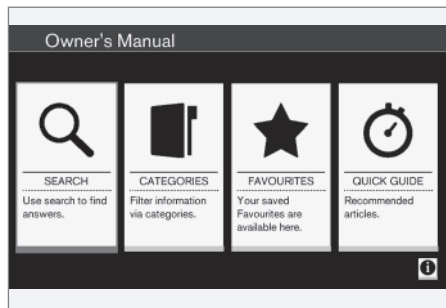 Owner's Manual
SEARCH
Use search to find
answers.
CATEGORIES
Filter information
via categories.
FAVOURITES
Your saved
Favourites are
available here.
QUICK GUIDE
Recommended
articles.
i